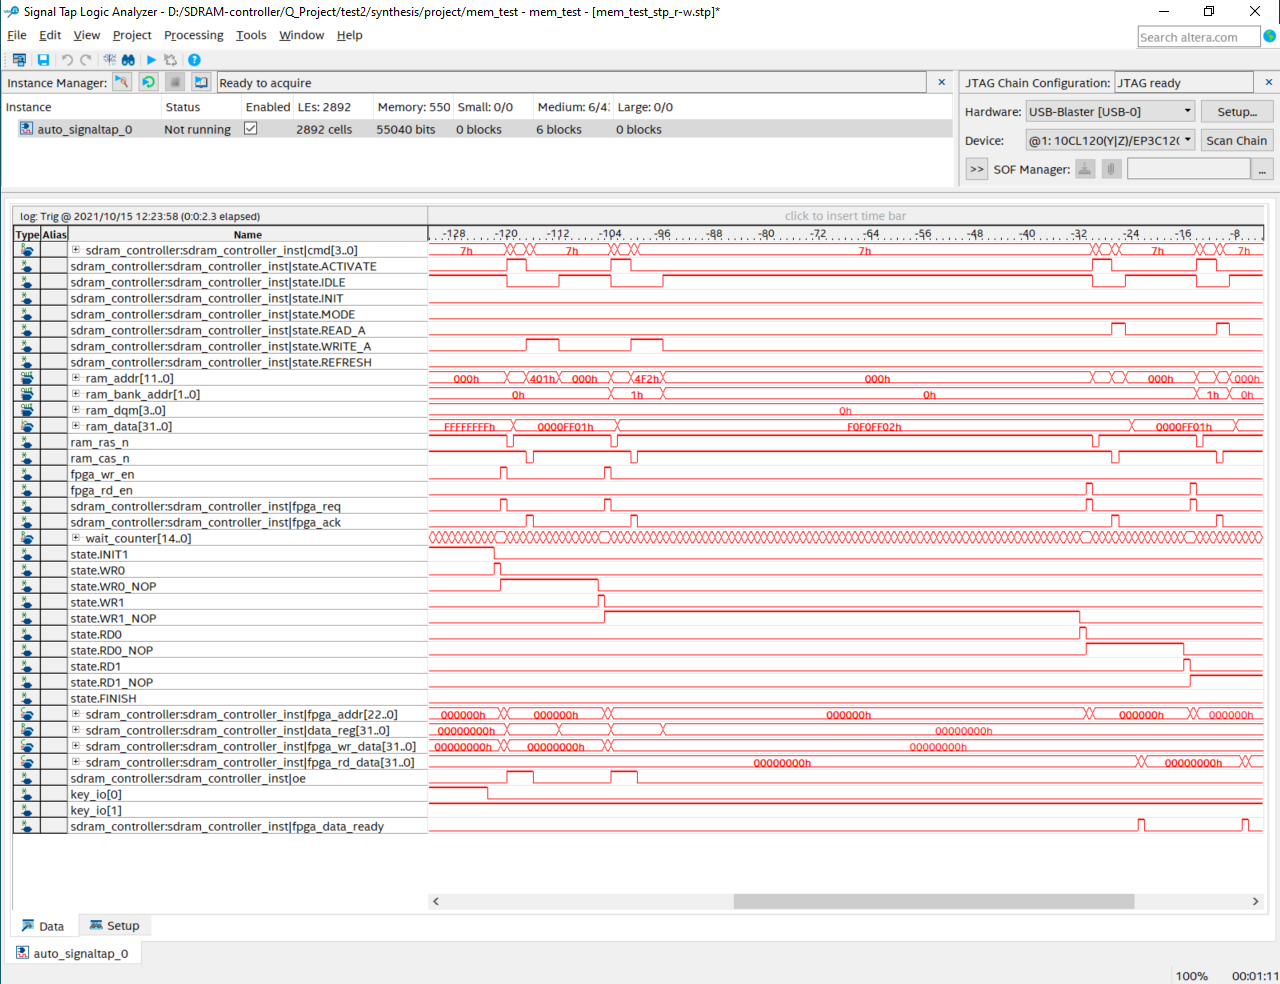 Signal Tap Logic Analyzer - D:/SDRAM-controller/Q_Project/test2/synthesis/project/mem_test - mem_test - [mem_test_stp_r-w.stp]*
File Edit View Project Processing Tools Window Help
Search altera.com
Instance Manager: Ready to acquire
JTAG Chain Configuration: JTAG ready
Instance Status Enabled LEs: 2892 Memory: 550 Small: 0/0 Medium: 6/43 Large: 0/0
auto_signaltap_0 Not running 2892 cells 55040 bits 0 blocks 6 blocks 0 blocks
Hardware: USB-Blaster [USB-0] Setup...
Device: @1: 10CL120(Y|Z)/EP3C12( Scan Chain
>> SOF Manager: ...
log: Trig @ 2021/10/15 12:23:58 (0:0:2.3 elapsed) click to insert time bar
Type Alias Name -128 -120 -112 -104 -96 -88 -80 -72 -64 -56 -48 -40 -32 -24 -16 -8
sdram_controller:sdram_controller_inst|cmd[3..0] 7h 7h 7h 7h 7h
sdram_controller:sdram_controller_inst|state.ACTIVATE
sdram_controller:sdram_controller_inst|state.IDLE
sdram_controller:sdram_controller_inst|state.INIT
sdram_controller:sdram_controller_inst|state.MODE
sdram_controller:sdram_controller_inst|state.READ_A
sdram_controller:sdram_controller_inst|state.WRITE_A
sdram_controller:sdram_controller_inst|state.REFRESH
ram_addr[11..0] 000h 401h 000h 4F2h 000h 000h 000h
ram_bank_addr[1..0] 0h 1h 0h 1h 0h
ram_dqm[3..0] 0h
ram_data[31..0] FFFFFFFFh 0000FF01h F0F0FF02h 0000FF01h
ram_ras_n
ram_cas_n
fpga_wr_en
fpga_rd_en
sdram_controller:sdram_controller_inst|fpga_req
sdram_controller:sdram_controller_inst|fpga_ack
wait_counter[14..0]
state.INIT1
state.WR0
state.WR0_NOP
state.WR1
state.WR1_NOP
state.RD0
state.RD0_NOP
state.RD1
state.RD1_NOP
state.FINISH
sdram_controller:sdram_controller_inst|fpga_addr[22..0] 000000h 000000h 000000h 000000h 000000h
sdram_controller:sdram_controller_inst|data_reg[31..0] 00000000h 00000000h
sdram_controller:sdram_controller_inst|fpga_wr_data[31..0] 00000000h 00000000h 00000000h
sdram_controller:sdram_controller_inst|fpga_rd_data[31..0] 00000000h 00000000h
sdram_controller:sdram_controller_inst|oe
key_io[0]
key_io[1]
sdram_controller:sdram_controller_inst|fpga_data_ready
Data Setup
auto_signaltap_0
100% 00:01:11